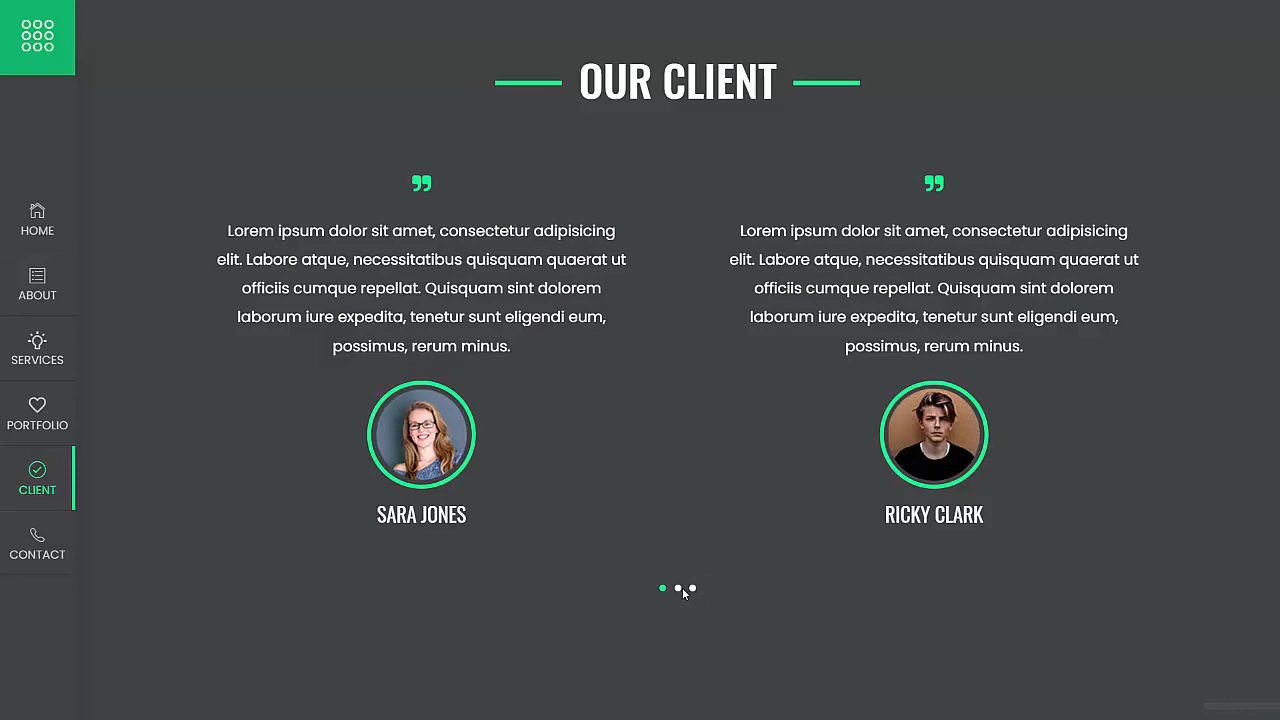 OUR CLIENT
HOME
ABOUT
SERVICES
PORTFOLIO
CLIENT
CONTACT
Lorem ipsum dolor sit amet, consectetur adipisicing
elit. Labore atque, necessitatibus quisquam quaerat ut
officiis cumque repellat. Quisquam sint dolorem
laborum iure expedita, tenetur sunt eligendi eum,
possimus, rerum minus.
SARA JONES
Lorem ipsum dolor sit amet, consectetur adipisicing
elit. Labore atque, necessitatibus quisquam quaerat ut
officiis cumque repellat. Quisquam sint dolorem
laborum iure expedita, tenetur sunt eligendi eum,
possimus, rerum minus.
RICKY CLARK